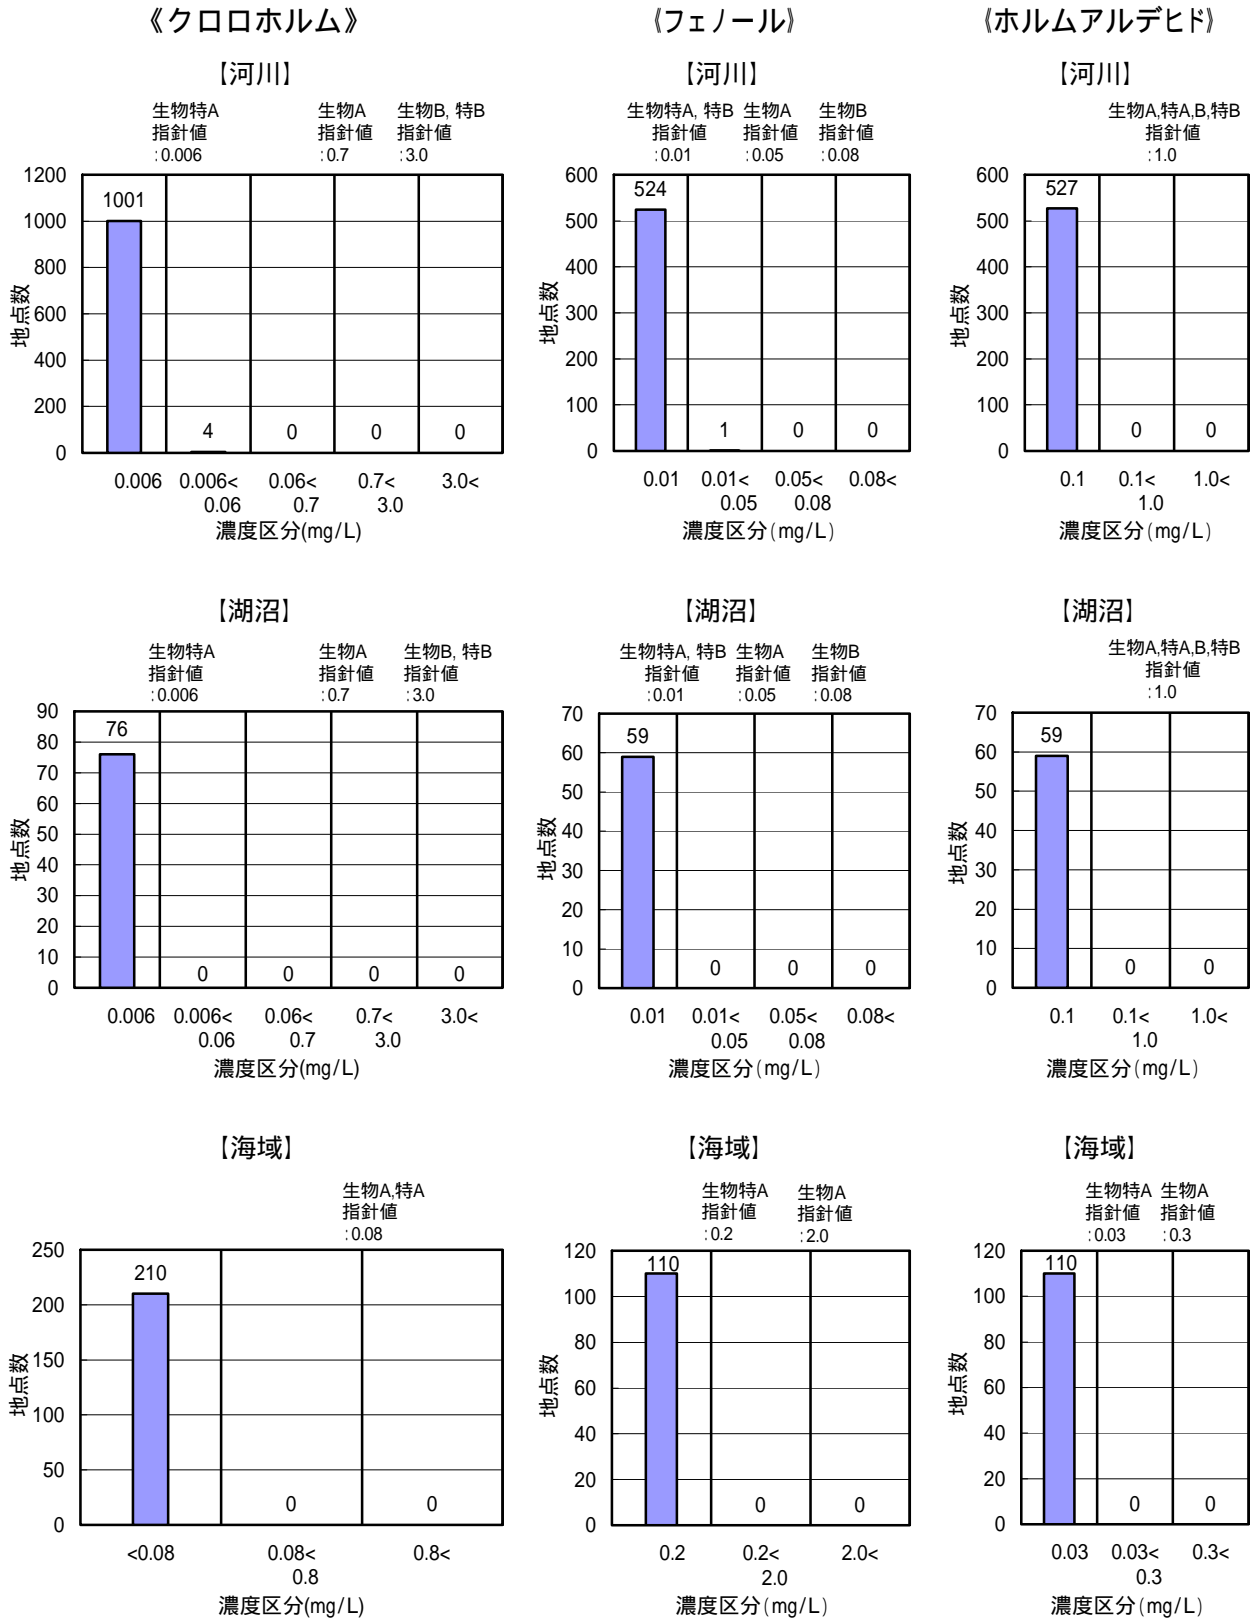 《クロロホルム》
【河川】
生物特A
指針値
:0.006
生物A
指針値
:0.7
生物B, 特B
指針値
:3.0
1200
1000
800
600
400
200
0
地点数
1001
4
0
0
0
0.006
0.006<
0.06
0.06<
0.7
0.7<
3.0
3.0<
濃度区分(mg/L)
《フェノール》
【河川】
生物特A, 特B
指針値
:0.01
生物A
指針値
:0.05
生物B
指針値
:0.08
600
500
400
300
200
100
0
地点数
524
1
0
0
0.01
0.01<
0.05
0.05<
0.08
0.08<
濃度区分(mg/L)
《ホルムアルデヒド》
【河川】
生物A,特A,B,特B
指針値
:1.0
600
500
400
300
200
100
0
地点数
527
0
0
0.1
0.1<
1.0
1.0<
濃度区分(mg/L)
【湖沼】
生物特A
指針値
:0.006
生物A
指針値
:0.7
生物B, 特B
指針値
:3.0
90
80
70
60
50
40
30
20
10
0
地点数
76
0
0
0
0
0.006
0.006<
0.06
0.06<
0.7
0.7<
3.0
3.0<
濃度区分(mg/L)
【湖沼】
生物特A, 特B
指針値
:0.01
生物A
指針値
:0.05
生物B
指針値
:0.08
70
60
50
40
30
20
10
0
地点数
59
0
0
0
0.01
0.01<
0.05
0.05<
0.08
0.08<
濃度区分(mg/L)
【湖沼】
生物A,特A,B,特B
指針値
:1.0
70
60
50
40
30
20
10
0
地点数
59
0
0
0.1
0.1<
1.0
1.0<
濃度区分(mg/L)
【海域】
生物A,特A
指針値
:0.08
250
200
150
100
50
0
地点数
210
0
0
<0.08
0.08<
0.8
0.8<
濃度区分(mg/L)
【海域】
生物特A
指針値
:0.2
生物A
指針値
:2.0
120
100
80
60
40
20
0
地点数
110
0
0
0.2
0.2<
2.0
2.0<
濃度区分(mg/L)
【海域】
生物特A
指針値
:0.03
生物A
指針値
:0.3
120
100
80
60
40
20
0
地点数
110
0
0
0.03
0.03<
0.3
0.3<
濃度区分(mg/L)